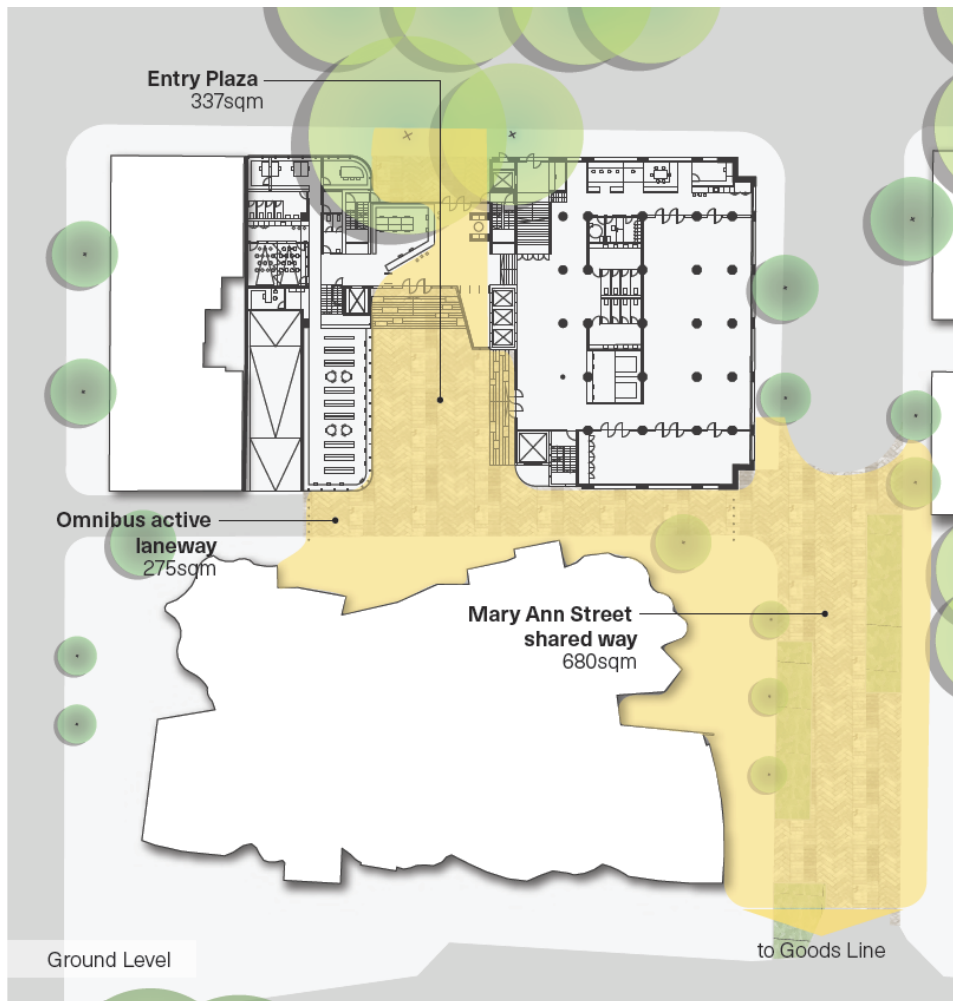 Entry Plaza
337sqm
Omnibus active
laneway
275sqm
Mary Ann Street
shared way
680sqm
Ground Level
to Goods Line